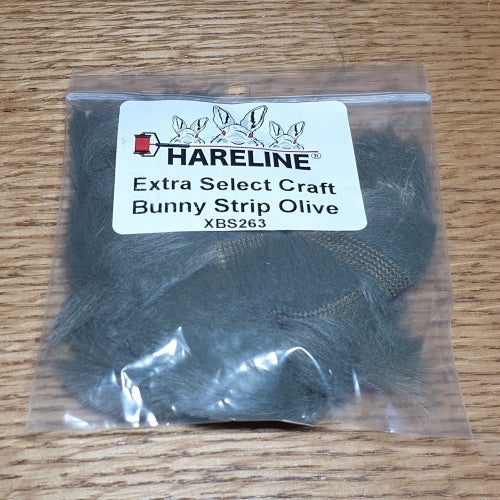 HARELINE®
Extra Select Craft
Bunny Strip Olive
XBS263